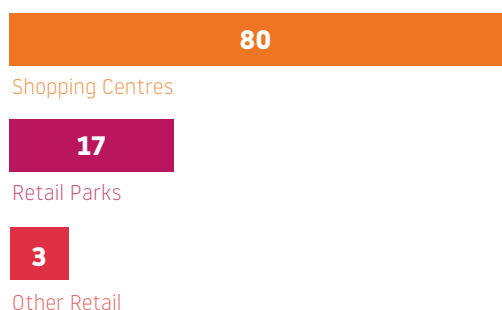 80
Shopping Centres
17
Retail Parks
3
Other Retail